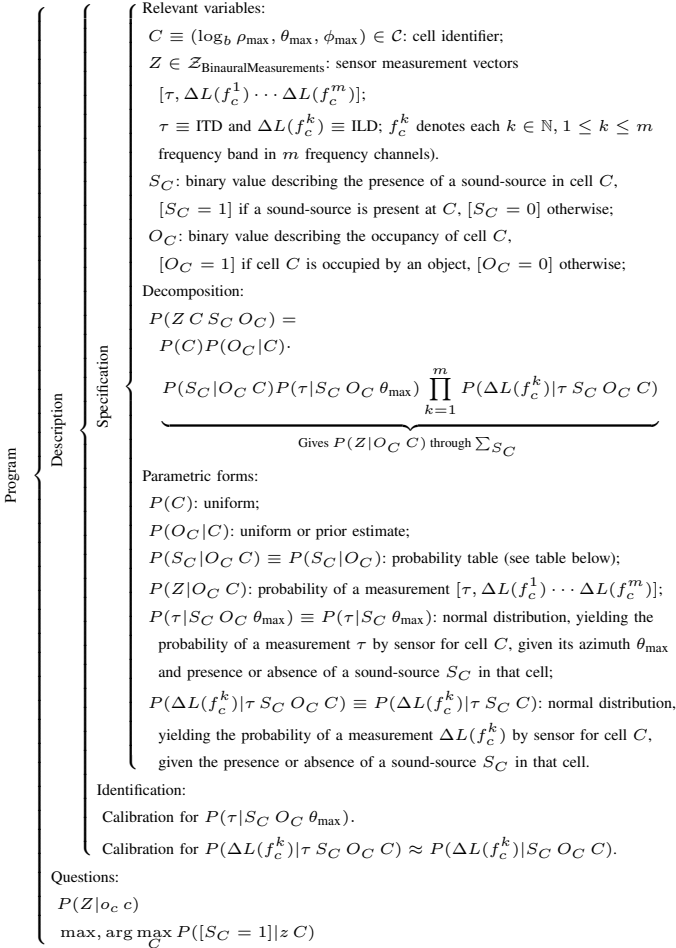 Program
Description
Specification
Relevant variables:
C ≡ (log_b ρ_max, θ_max, φ_max) ∈ 𝒞: cell identifier;
Z ∈ 𝒵_BinauralMeasurements: sensor measurement vectors
[τ, ΔL(f_c^1) ··· ΔL(f_c^m)];
τ ≡ ITD and ΔL(f_c^k) ≡ ILD; f_c^k denotes each k ∈ ℕ, 1 ≤ k ≤ m
frequency band in m frequency channels).
S_C: binary value describing the presence of a sound-source in cell C,
[S_C = 1] if a sound-source is present at C, [S_C = 0] otherwise;
O_C: binary value describing the occupancy of cell C,
[O_C = 1] if cell C is occupied by an object, [O_C = 0] otherwise;
Decomposition:
P(Z C S_C O_C) =
P(C)P(O_C|C)·
P(S_C|O_C C)P(τ|S_C O_C θ_max) ∏_{k=1}^{m} P(ΔL(f_c^k)|τ S_C O_C C)
Gives P(Z|O_C C) through ∑_{S_C}
Parametric forms:
P(C): uniform;
P(O_C|C): uniform or prior estimate;
P(S_C|O_C C) ≡ P(S_C|O_C): probability table (see table below);
P(Z|O_C C): probability of a measurement [τ, ΔL(f_c^1) ··· ΔL(f_c^m)];
P(τ|S_C O_C θ_max) ≡ P(τ|S_C θ_max): normal distribution, yielding the
probability of a measurement τ by sensor for cell C, given its azimuth θ_max
and presence or absence of a sound-source S_C in that cell;
P(ΔL(f_c^k)|τ S_C O_C C) ≡ P(ΔL(f_c^k)|τ S_C C): normal distribution,
yielding the probability of a measurement ΔL(f_c^k) by sensor for cell C,
given the presence or absence of a sound-source S_C in that cell.
Identification:
Calibration for P(τ|S_C O_C θ_max).
Calibration for P(ΔL(f_c^k)|τ S_C O_C C) ≈ P(ΔL(f_c^k)|S_C O_C C).
Questions:
P(Z|o_c c)
max, arg max_C P([S_C = 1]|z C)